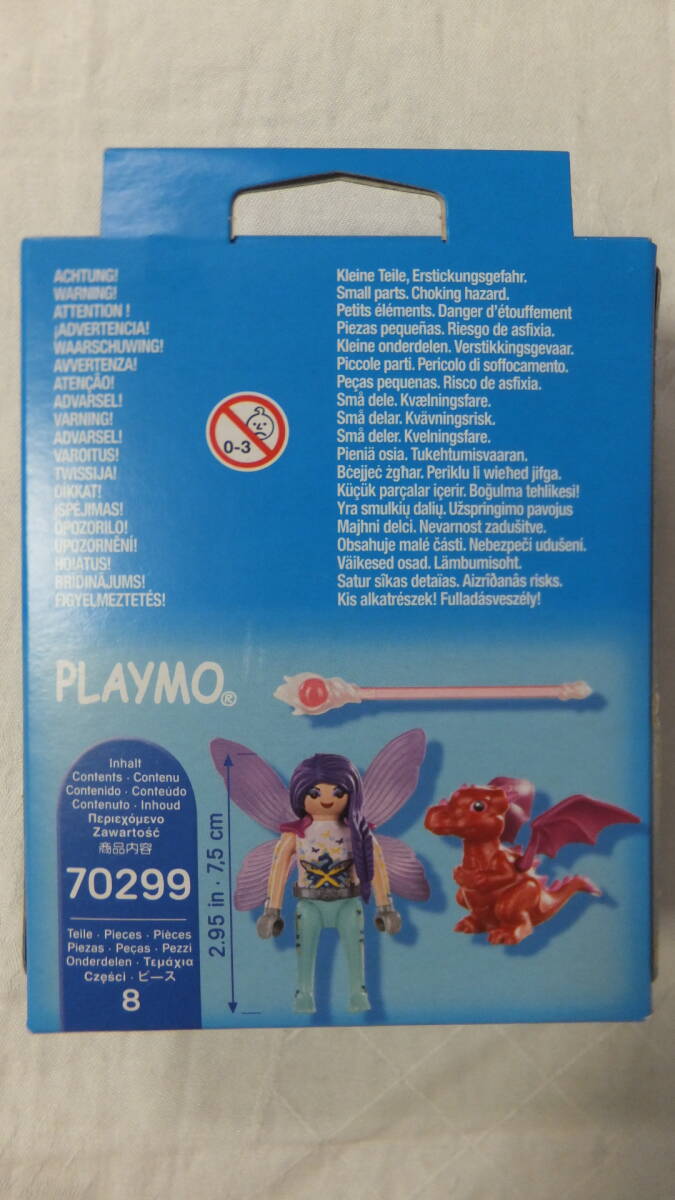 ACHTUNG! Kleine Teile, Erstickungsgefahr.
WARNING! Small parts. Choking hazard.
ATTENTION ! Petits éléments. Danger d'étouffement
¡ADVERTENCIA! Piezas pequeñas. Riesgo de asfixia.
WAARSCHUWING! Kleine onderdelen. Verstikkingsgevaar.
AVVERTENZA! Piccole parti. Pericolo di soffocamento.
ATENÇÃO! Peças pequenas. Risco de asfixia.
ADVARSEL! Små dele. Kvælningsfare.
VARNING! Små delar. Kvävningsrisk.
ADVARSEL! Små deler. Kvelningsfare.
VAROITUS! Pieniä osia. Tukehtumisvaaran.
TWISSIJA! Bċejjeċ żgħar. Periklu li wieħed jifga.
DİKKAT! Küçük parçalar içerir. Boğulma tehlikesi!
ĮSPĖJIMAS! Yra smulkių dalių. Užspringimo pavojus
OPOZORILO! Majhni delci. Nevarnost zadušitve.
UPOZORNĚNÍ! Obsahuje malé části. Nebezpečí udušení.
HOIATUS! Väikesed osad. Lämbumisoht.
BRĪDINĀJUMS! Satur sīkas detaļas. Aizrīšanās risks.
FIGYELMEZTETÉS! Kis alkatrészek! Fulladásveszély!
0-3
PLAYMO®
Inhalt
Contents · Contenu
Contenido · Conteúdo
Contenuto · Inhoud
Περιεχόμενο
Zawartość
商品内容
70299
Teile · Pieces · Pièces
Piezas · Peças · Pezzi
Onderdelen · Τεμάχια
Części · ピース
8
2.95 in · 7,5 cm